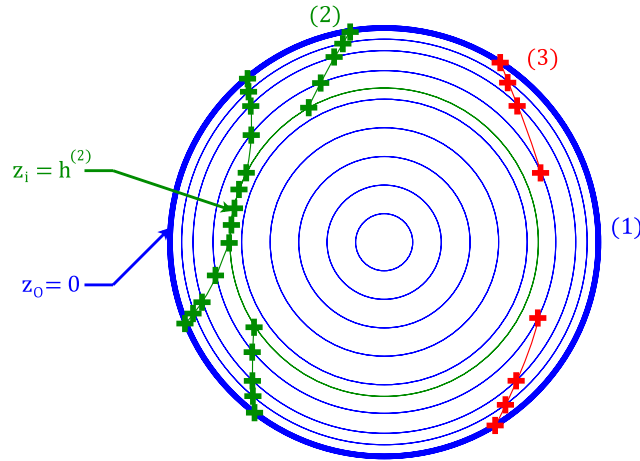 (2)
(3)
z_i = h^(2)
(1)
z_O = 0